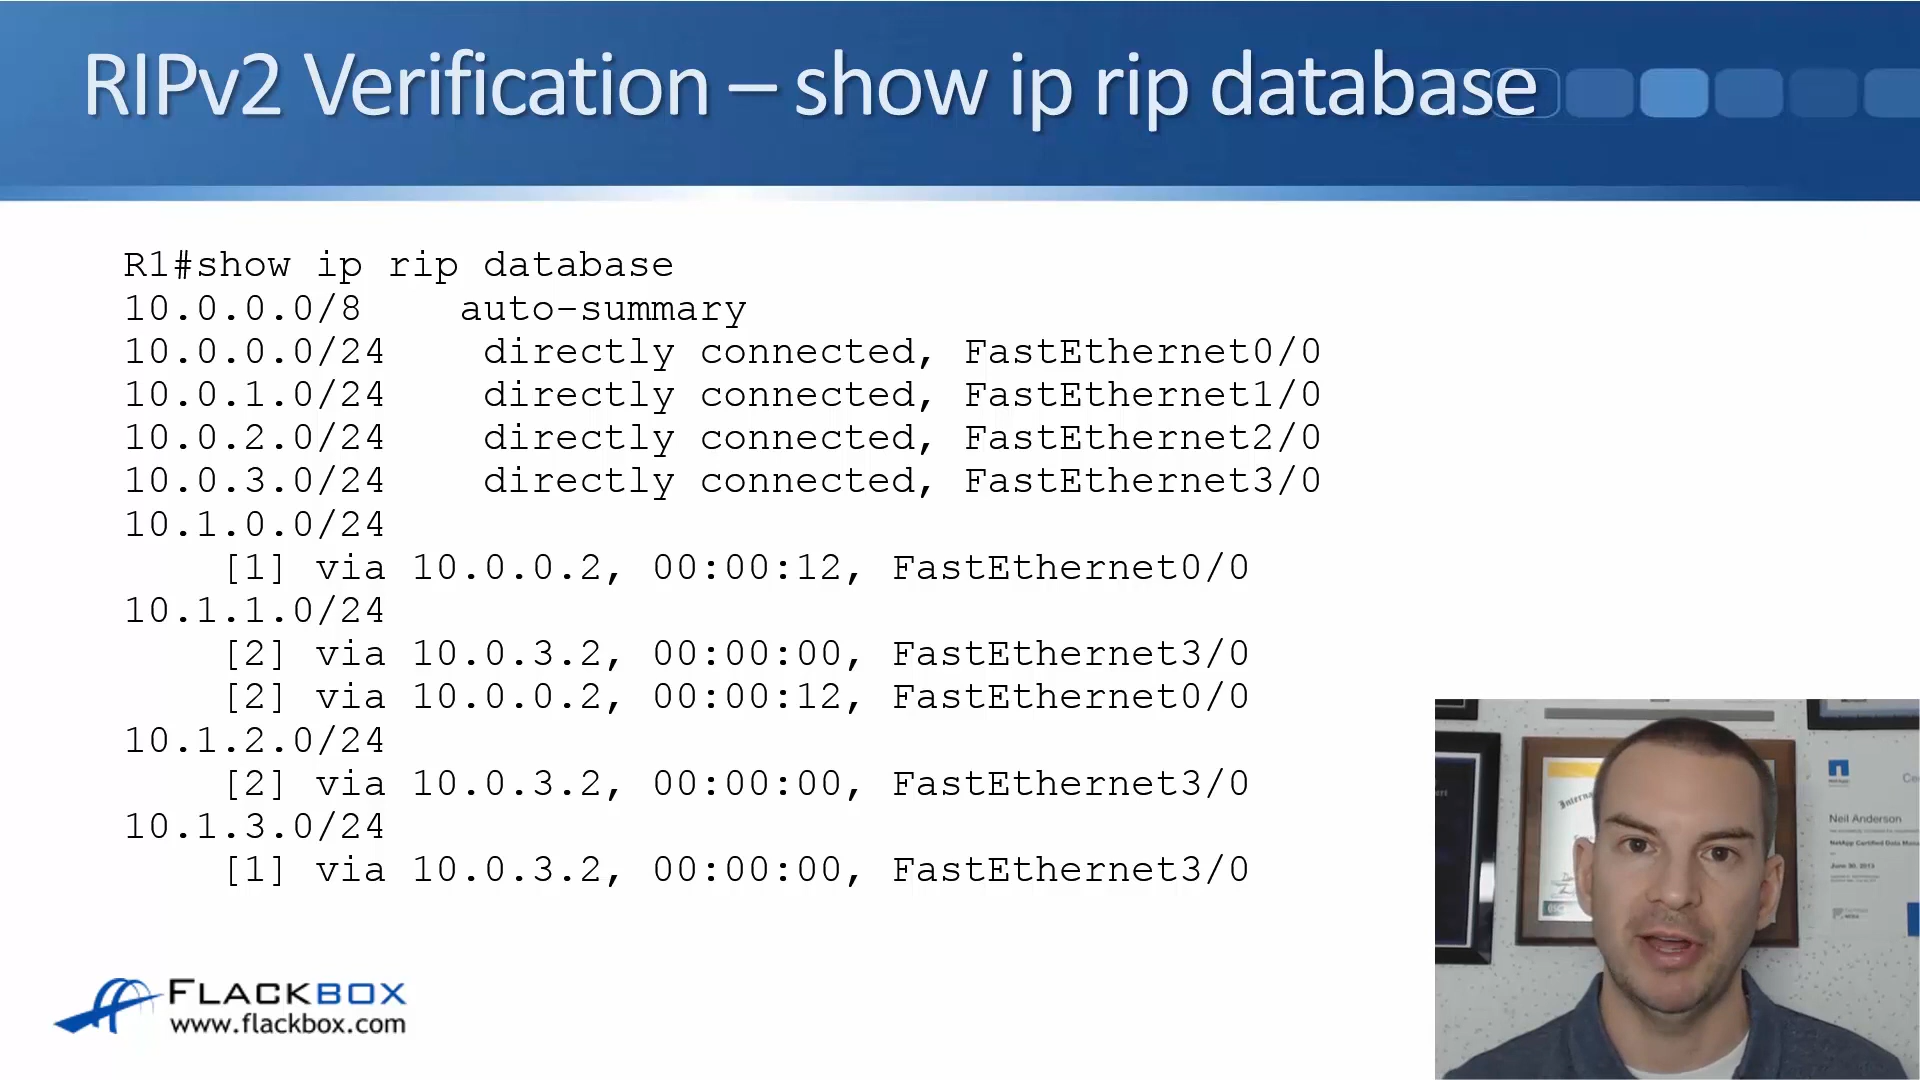 RIPv2 Verification – show ip rip database
R1#show ip rip database
10.0.0.0/8    auto-summary
10.0.0.0/24    directly connected, FastEthernet0/0
10.0.1.0/24    directly connected, FastEthernet1/0
10.0.2.0/24    directly connected, FastEthernet2/0
10.0.3.0/24    directly connected, FastEthernet3/0
10.1.0.0/24
    [1] via 10.0.0.2, 00:00:12, FastEthernet0/0
10.1.1.0/24
    [2] via 10.0.3.2, 00:00:00, FastEthernet3/0
    [2] via 10.0.0.2, 00:00:12, FastEthernet0/0
10.1.2.0/24
    [2] via 10.0.3.2, 00:00:00, FastEthernet3/0
10.1.3.0/24
    [1] via 10.0.3.2, 00:00:00, FastEthernet3/0
Neil Anderson
June 30, 2013
FLACKBOX
www.flackbox.com